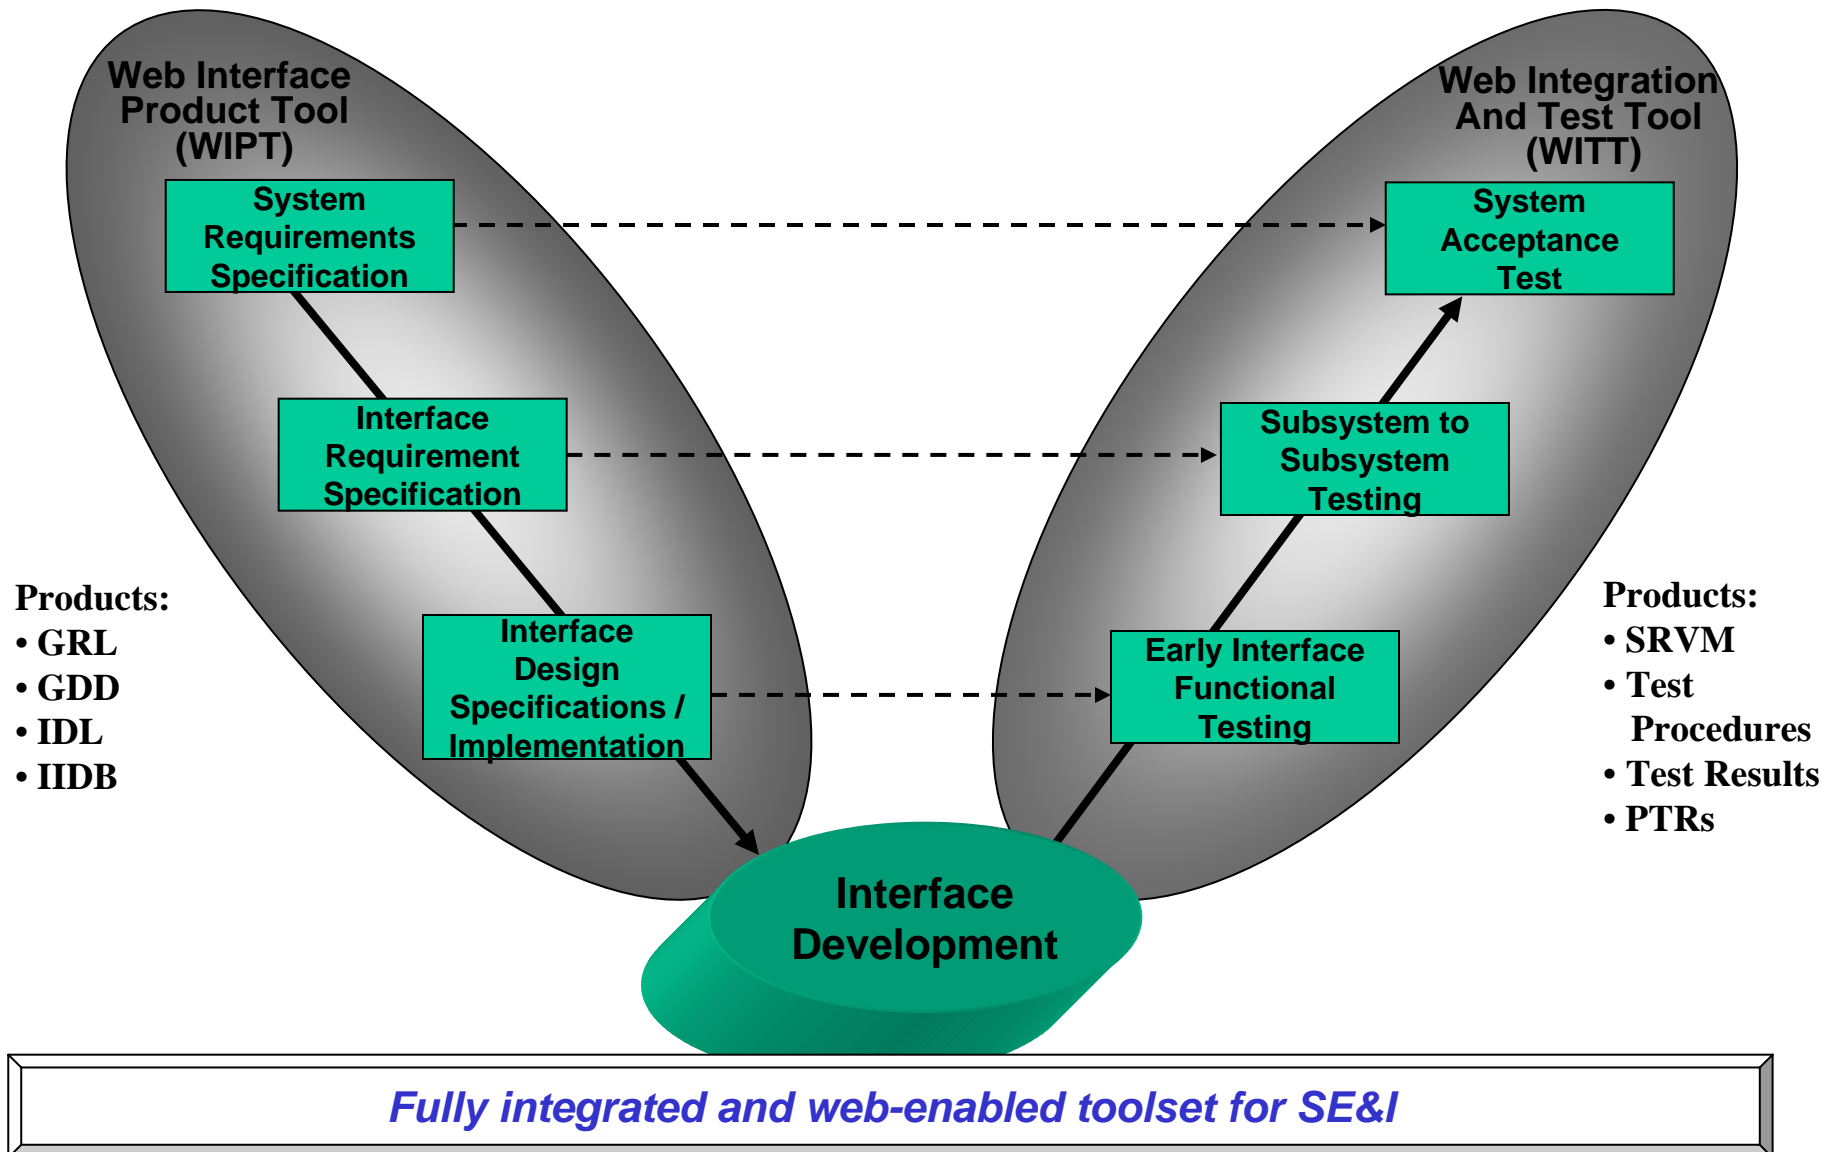 Web Interface
Product Tool
(WIPT)
System
Requirements
Specification
Interface
Requirement
Specification
Interface
Design
Specifications /
Implementation
Products:
• GRL
• GDD
• IDL
• IIDB
Web Integration
And Test Tool
(WITT)
System
Acceptance
Test
Subsystem to
Subsystem
Testing
Early Interface
Functional
Testing
Products:
• SRVM
• Test
Procedures
• Test Results
• PTRs
Interface
Development
Fully integrated and web-enabled toolset for SE&I